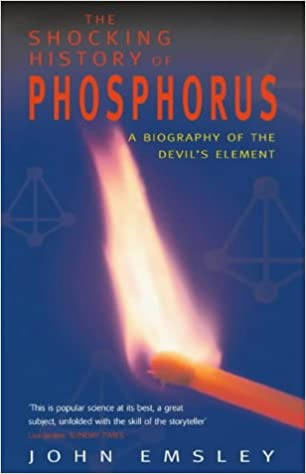 THE
SHOCKING
HISTORY OF
PHOSPHORUS
A BIOGRAPHY OF THE
DEVIL'S ELEMENT
'This is popular science at its best, a great
subject, unfolded with the skill of the storyteller'
SUNDAY TIMES
JOHN EMSLEY